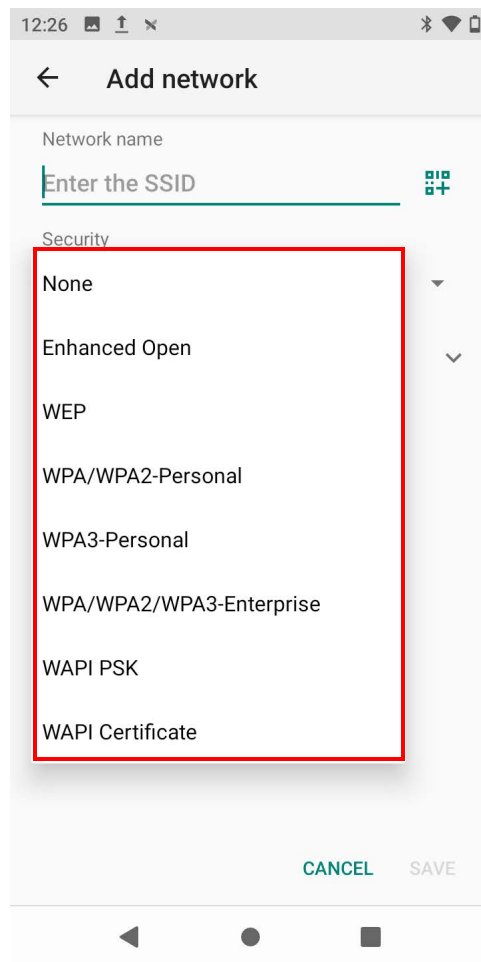 12:26
Add network
Network name
Enter the SSID
Security
None
Enhanced Open
WEP
WPA/WPA2-Personal
WPA3-Personal
WPA/WPA2/WPA3-Enterprise
WAPI PSK
WAPI Certificate
CANCEL SAVE